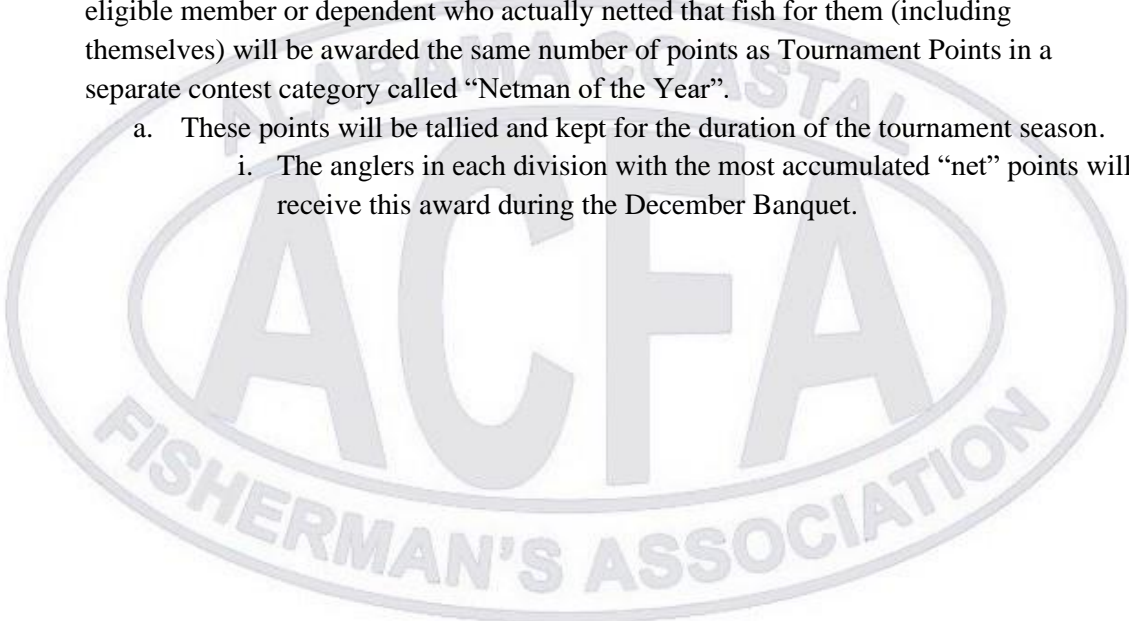 eligible member or dependent who actually netted that fish for them (including
themselves) will be awarded the same number of points as Tournament Points in a
separate contest category called “Netman of the Year”.
a. These points will be tallied and kept for the duration of the tournament season.
i. The anglers in each division with the most accumulated “net” points will
receive this award during the December Banquet.
ALABAMA COASTAL
ACFA
FISHERMAN'S ASSOCIATION